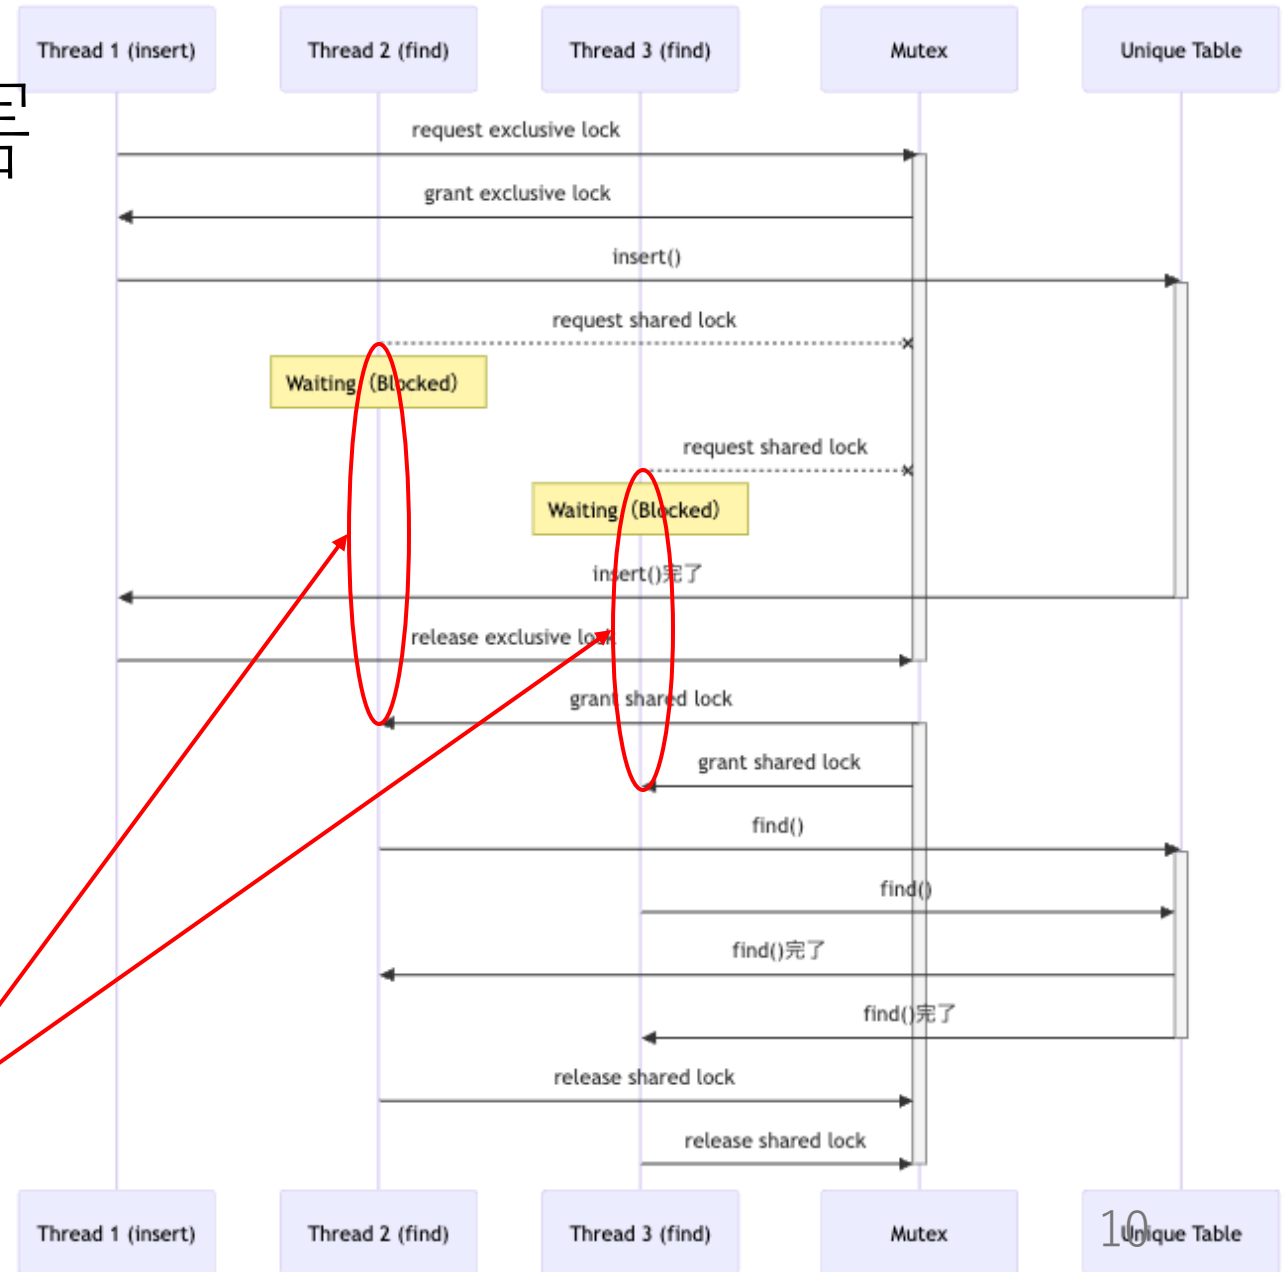 Thread 1 (insert)
Thread 2 (find)
Thread 3 (find)
Mutex
Unique Table
request exclusive lock
grant exclusive lock
insert()
request shared lock
Waiting（Blocked）
request shared lock
Waiting（Blocked）
insert()完了
release exclusive lock
grant shared lock
grant shared lock
find()
find()
find()完了
find()完了
release shared lock
release shared lock
Thread 1 (insert)
Thread 2 (find)
Thread 3 (find)
Mutex
Unique Table
10